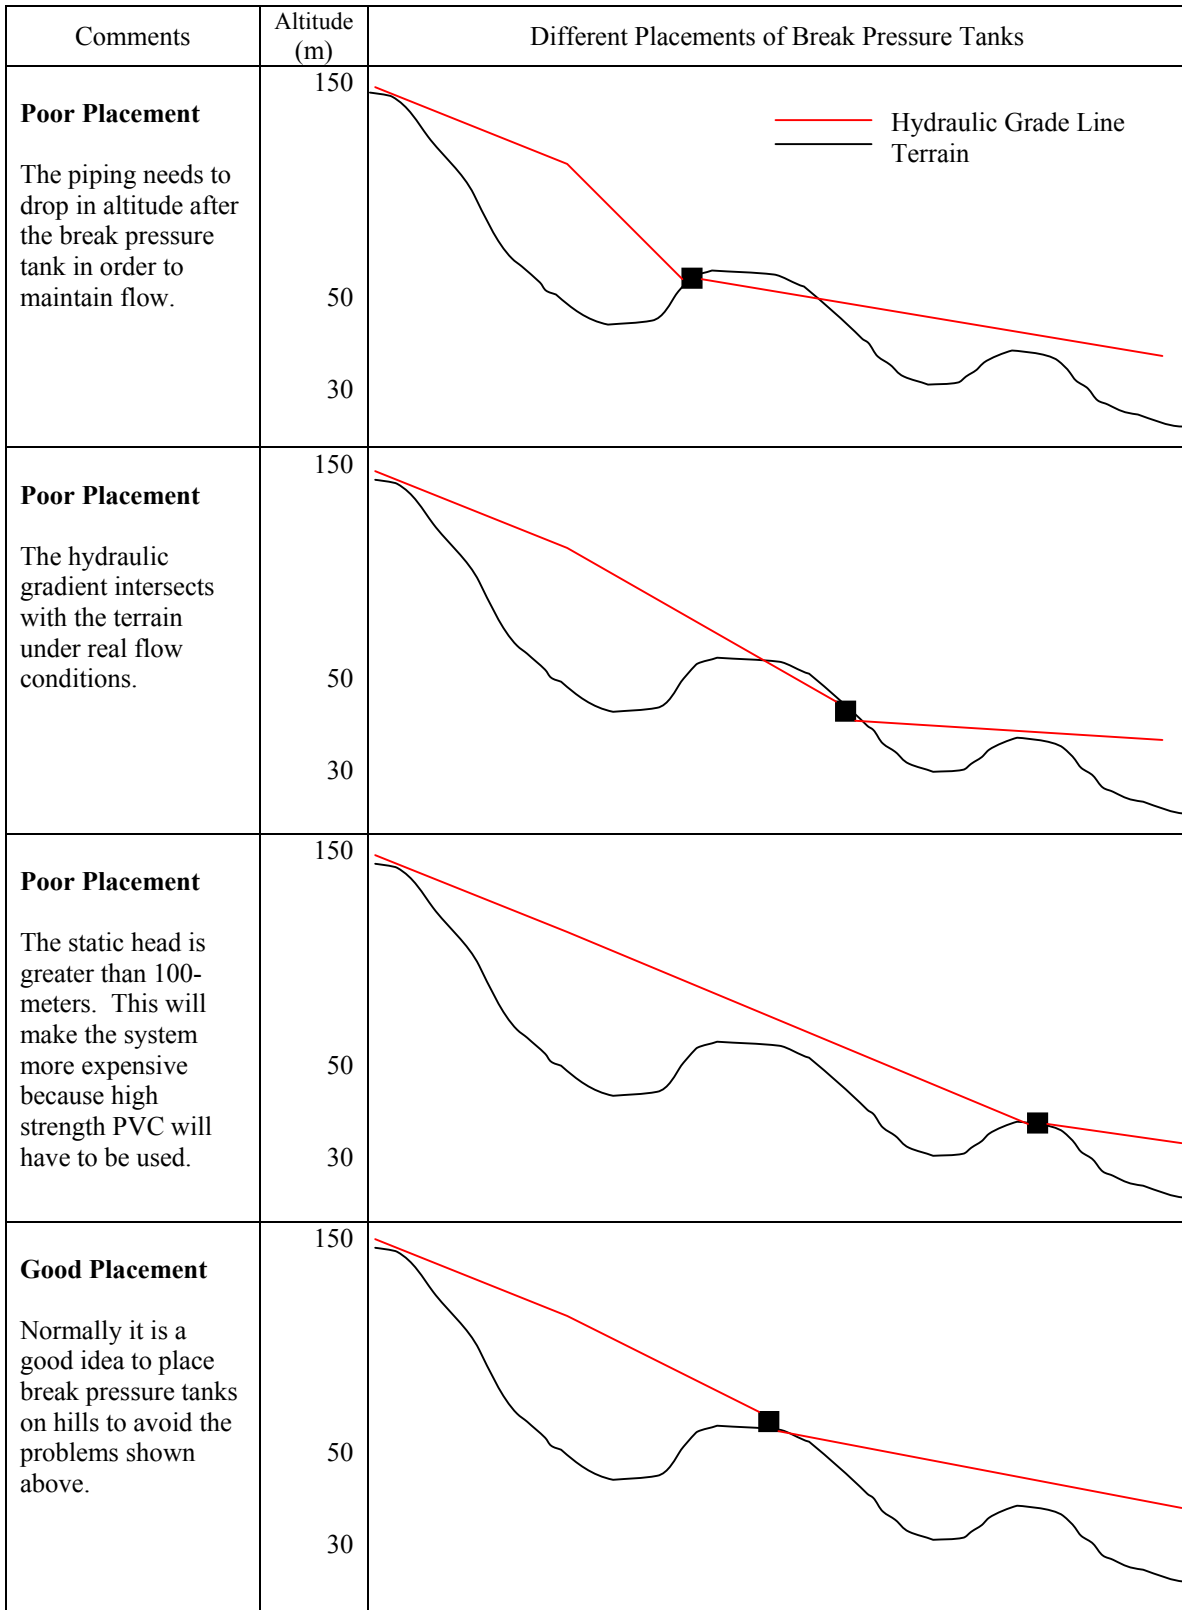 Comments
Altitude
(m)
Different Placements of Break Pressure Tanks
Poor Placement
The piping needs to
drop in altitude after
the break pressure
tank in order to
maintain flow.
150
50
30
Hydraulic Grade Line
Terrain
Poor Placement
The hydraulic
gradient intersects
with the terrain
under real flow
conditions.
150
50
30
Poor Placement
The static head is
greater than 100-
meters. This will
make the system
more expensive
because high
strength PVC will
have to be used.
150
50
30
Good Placement
Normally it is a
good idea to place
break pressure tanks
on hills to avoid the
problems shown
above.
150
50
30